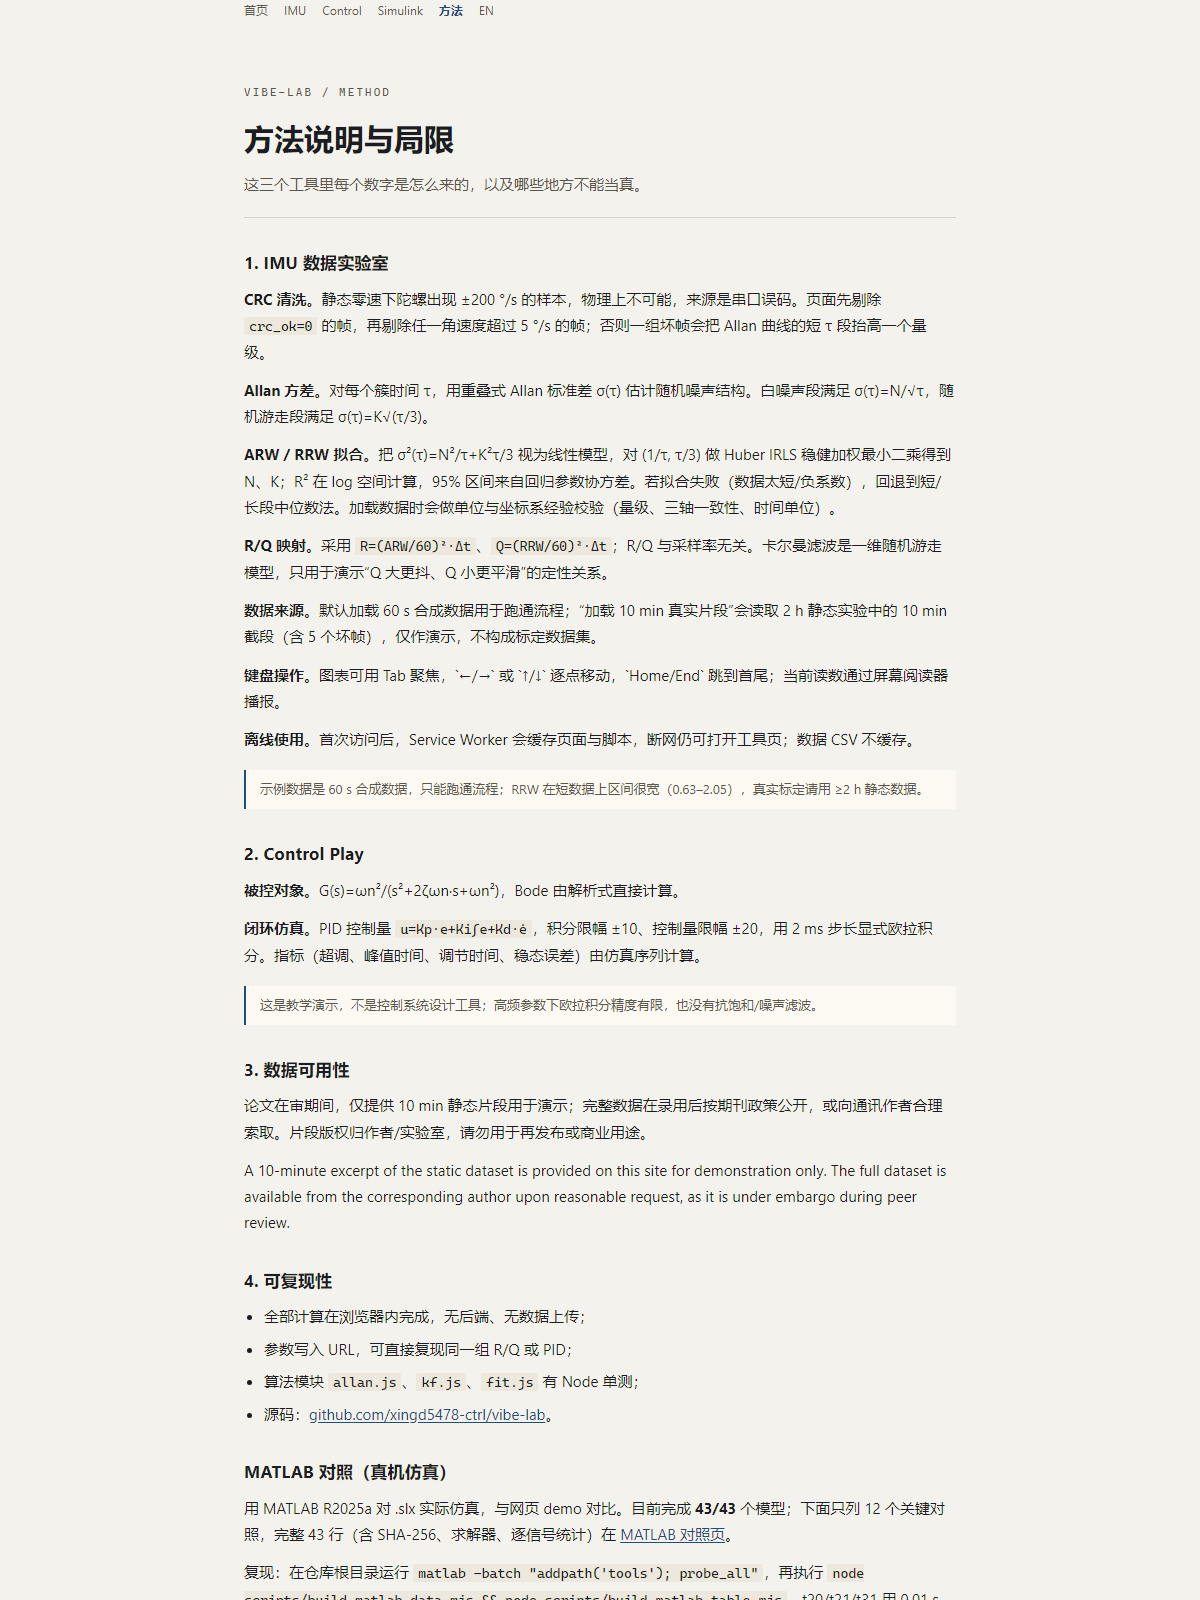 首页 IMU Control Simulink 方法 EN
VIBE-LAB / METHOD
方法说明与局限
这三个工具里每个数字是怎么来的，以及哪些地方不能当真。
1. IMU 数据实验室
CRC 清洗。静态零速下陀螺出现 ±200 °/s 的样本，物理上不可能，来源是串口误码。页面先剔除
crc_ok=0 的帧，再剔除任一角速度超过 5 °/s 的帧；否则一组坏帧会把 Allan 曲线的短 τ 段抬高一个量
级。
Allan 方差。对每个簇时间 τ，用重叠式 Allan 标准差 σ(τ) 估计随机噪声结构。白噪声段满足 σ(τ)=N/√τ，随
机游走段满足 σ(τ)=K√(τ/3)。
ARW / RRW 拟合。把 σ²(τ)=N²/τ+K²τ/3 视为线性模型，对 (1/τ, τ/3) 做 Huber IRLS 稳健加权最小二乘得到
N、K；R² 在 log 空间计算，95% 区间来自回归参数协方差。若拟合失败（数据太短/负系数），回退到短/
长段中位数法。加载数据时会做单位与坐标系经验校验（量级、三轴一致性、时间单位）。
R/Q 映射。采用 R=(ARW/60)²·Δt 、 Q=(RRW/60)²·Δt ；R/Q 与采样率无关。卡尔曼滤波是一维随机游走
模型，只用于演示“Q 大更抖、Q 小更平滑”的定性关系。
数据来源。默认加载 60 s 合成数据用于跑通流程；“加载 10 min 真实片段”会读取 2 h 静态实验中的 10 min
截段（含 5 个坏帧），仅作演示，不构成标定数据集。
键盘操作。图表可用 Tab 聚焦，`←/→` 或 `↑/↓` 逐点移动，`Home/End` 跳到首尾；当前读数通过屏幕阅读器
播报。
离线使用。首次访问后，Service Worker 会缓存页面与脚本，断网仍可打开工具页；数据 CSV 不缓存。
示例数据是 60 s 合成数据，只能跑通流程；RRW 在短数据上区间很宽（0.63–2.05），真实标定请用 ≥2 h 静态数据。
2. Control Play
被控对象。G(s)=ωn²/(s²+2ζωn·s+ωn²)，Bode 由解析式直接计算。
闭环仿真。PID 控制量 u=Kp·e+Ki∫e+Kd·ė ，积分限幅 ±10、控制量限幅 ±20，用 2 ms 步长显式欧拉积
分。指标（超调、峰值时间、调节时间、稳态误差）由仿真序列计算。
这是教学演示，不是控制系统设计工具；高频参数下欧拉积分精度有限，也没有抗饱和/噪声滤波。
3. 数据可用性
论文在审期间，仅提供 10 min 静态片段用于演示；完整数据在录用后按期刊政策公开，或向通讯作者合理
索取。片段版权归作者/实验室，请勿用于再发布或商业用途。
A 10-minute excerpt of the static dataset is provided on this site for demonstration only. The full dataset is
available from the corresponding author upon reasonable request, as it is under embargo during peer
review.
4. 可复现性
• 全部计算在浏览器内完成，无后端、无数据上传；
• 参数写入 URL，可直接复现同一组 R/Q 或 PID；
• 算法模块 allan.js 、 kf.js 、 fit.js 有 Node 单测；
• 源码：github.com/xingd5478-ctrl/vibe-lab。
MATLAB 对照（真机仿真）
用 MATLAB R2025a 对 .slx 实际仿真，与网页 demo 对比。目前完成 43/43 个模型；下面只列 12 个关键对
照，完整 43 行（含 SHA-256、求解器、逐信号统计）在 MATLAB 对照页。
复现：在仓库根目录运行 matlab -batch "addpath('tools'); probe_all" ，再执行 node
scripts/build_matlab_data.mjs && node scripts/build_matlab_table.mjs 。t20/t21/t31 用 0.01 s